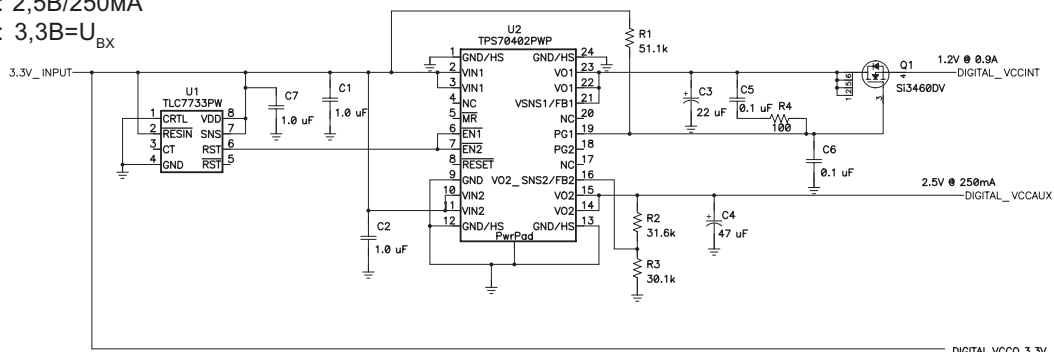 : 2,5В/250МА
: 3,3В=U_BX
3.3V_INPUT
U1
TLC7733PW
1 CRTL VDD 8
2 RESIN SNS 7
3 CT RST 6
4 GND RST 5
C7
1.0 uF
C1
1.0 uF
C2
1.0 uF
U2
TPS70402PWP
1 GND/HS GND/HS 24
2 VIN1 VO1 23
3 VIN1 VO1 22
4 NC VSNS1/FB1 21
5 MR NC 20
6 EN1 PG1 19
7 EN2 PG2 18
8 RESET NC 17
9 GND VO2_SNS2/FB2 16
10 VIN2 VO2 15
11 VIN2 VO2 14
12 GND/HS GND/HS 13
PwrPad
R1
51.1k
C3
22 uF
C5
0.1 uF
R4
100
C6
0.1 uF
1 2 5 6
Q1
4
Si3460DV
3
1.2V @ 0.9A
DIGITAL_VCCINT
2.5V @ 250mA
DIGITAL_VCCAUX
R2
31.6k
R3
30.1k
C4
47 uF
DIGITAL_VCCO_3.3V